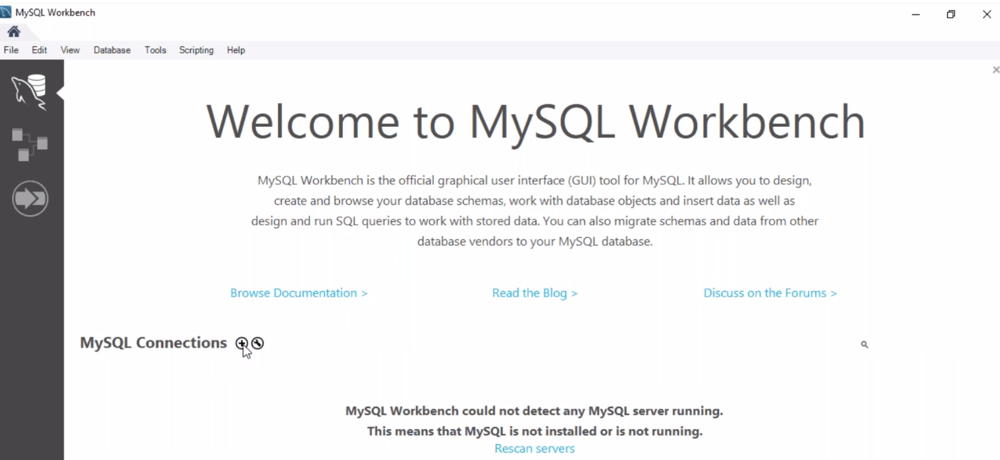 MySQL Workbench
File Edit View Database Tools Scripting Help
Welcome to MySQL Workbench
MySQL Workbench is the official graphical user interface (GUI) tool for MySQL. It allows you to design,
create and browse your database schemas, work with database objects and insert data as well as
design and run SQL queries to work with stored data. You can also migrate schemas and data from other
database vendors to your MySQL database.
Browse Documentation > Read the Blog > Discuss on the Forums >
MySQL Connections
MySQL Workbench could not detect any MySQL server running.
This means that MySQL is not installed or is not running.
Rescan servers